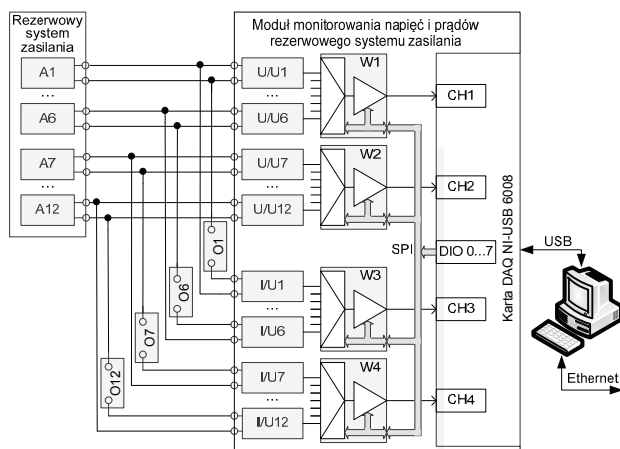 Rezerwowy
system
zasilania
Moduł monitorowania napięć i prądów
rezerwowego systemu zasilania
A1
...
A6
A7
...
A12
U/U1
...
U/U6
W1
CH1
U/U7
...
U/U12
W2
CH2
O1
O6
O7
O12
SPI
DIO 0...7
I/U1
...
I/U6
W3
CH3
I/U7
...
I/U12
W4
CH4
Karta DAQ NI-USB 6008
USB
Ethernet